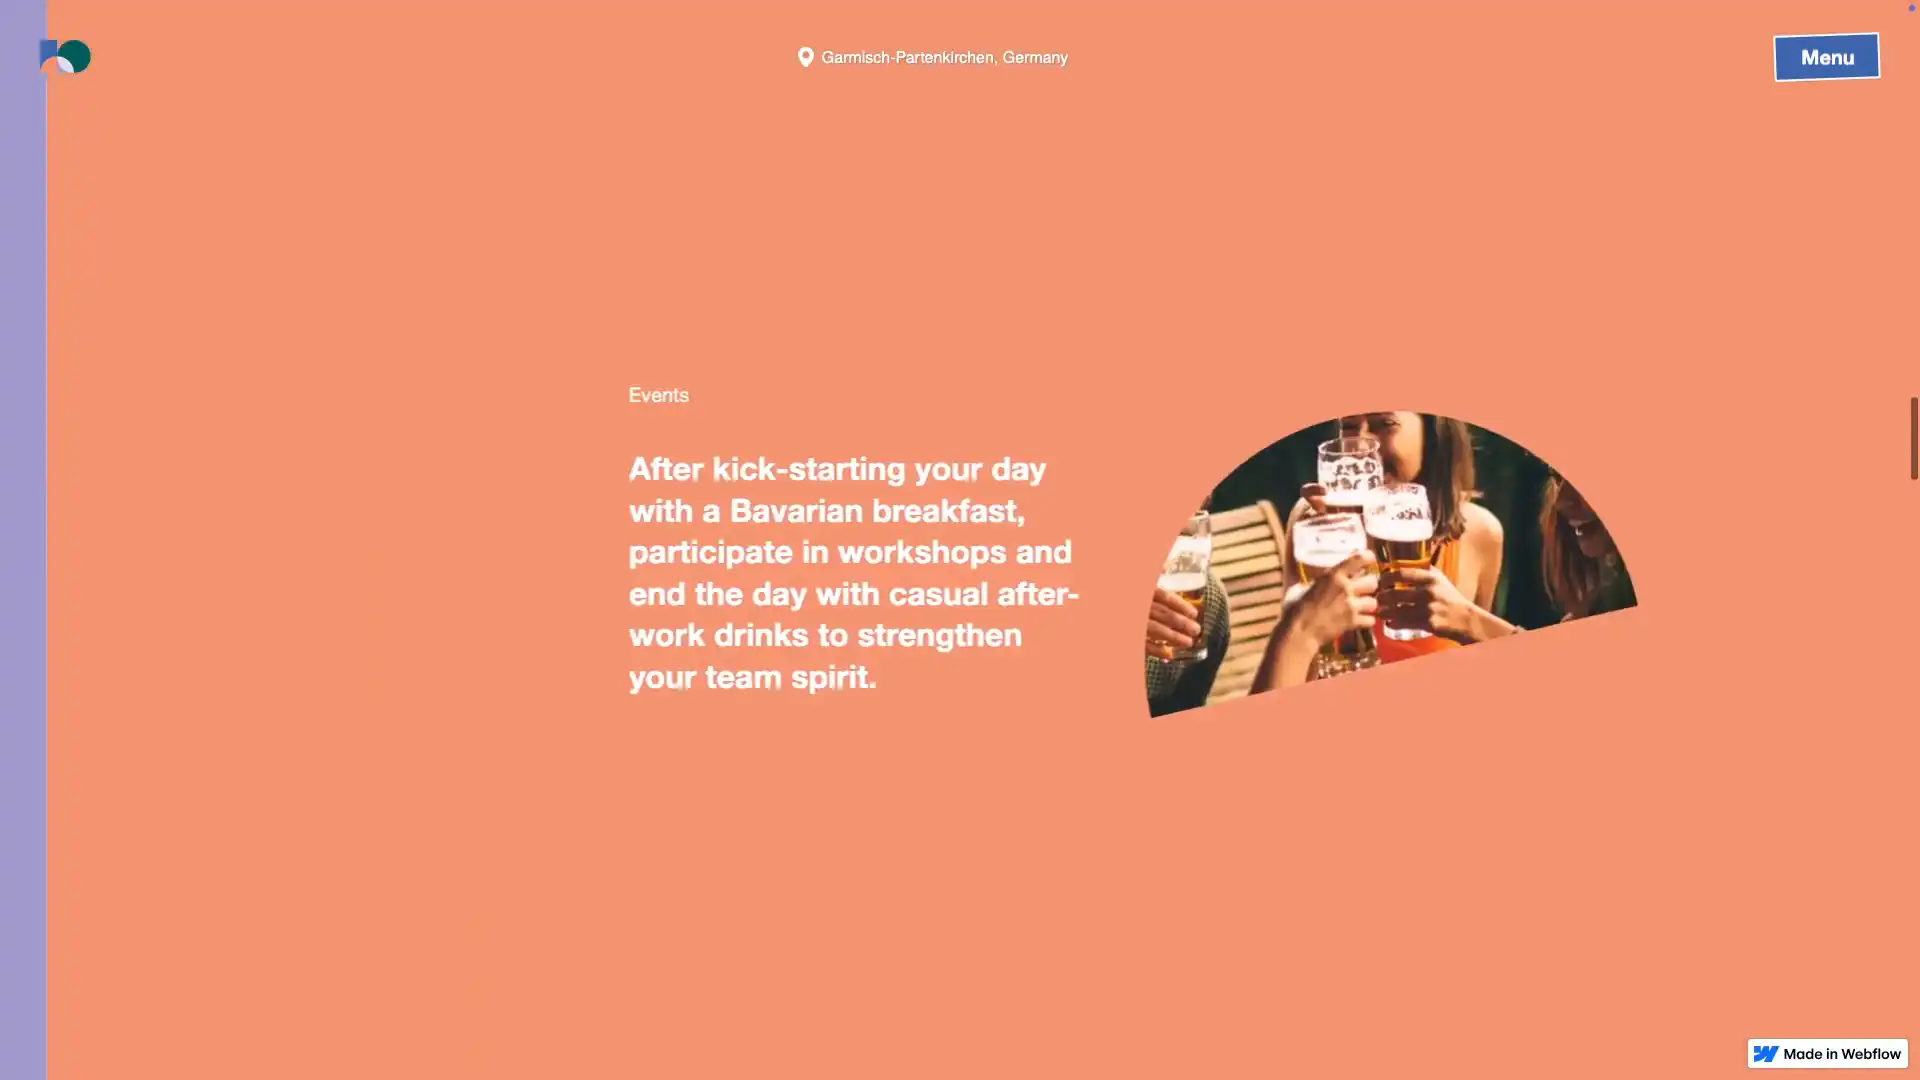 Garmisch-Partenkirchen, Germany
Menu
Events
After kick-starting your day
with a Bavarian breakfast,
participate in workshops and
end the day with casual after-
work drinks to strengthen
your team spirit.
Made in Webflow